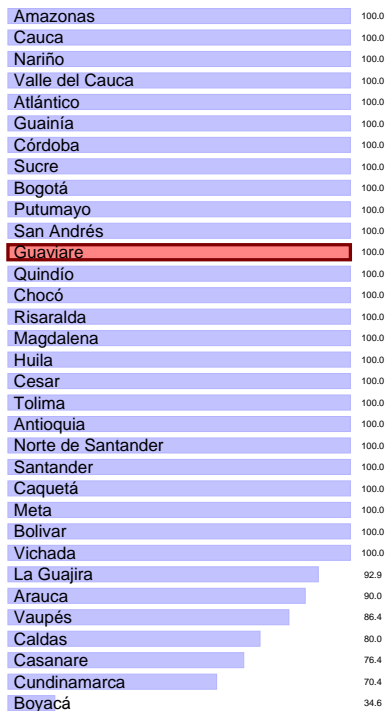 Amazonas 100.0
Cauca 100.0
Nariño 100.0
Valle del Cauca 100.0
Atlántico 100.0
Guainía 100.0
Córdoba 100.0
Sucre 100.0
Bogotá 100.0
Putumayo 100.0
San Andrés 100.0
Guaviare 100.0
Quindío 100.0
Chocó 100.0
Risaralda 100.0
Magdalena 100.0
Huila 100.0
Cesar 100.0
Tolima 100.0
Antioquia 100.0
Norte de Santander 100.0
Santander 100.0
Caquetá 100.0
Meta 100.0
Bolivar 100.0
Vichada 100.0
La Guajira 92.9
Arauca 90.0
Vaupés 86.4
Caldas 80.0
Casanare 76.4
Cundinamarca 70.4
Boyacá 34.6